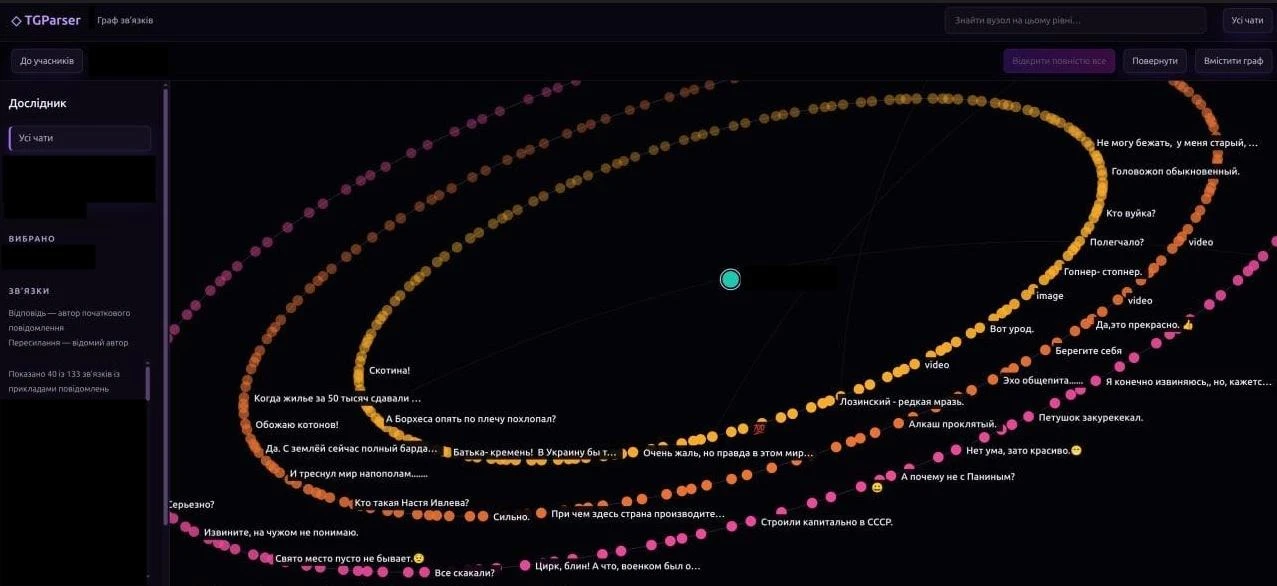 TGParser
Граф зв'язків
Знайти вузол на цьому рівні...
Усі чати
До учасників
Відкрити повністю все
Повернути
Вмістити граф
Дослідник
Усі чати
ВИБРАНО
ЗВ'ЯЗКИ
Відповідь — автор початкового
повідомлення
Пересилання — відомий автор
Показано 40 із 133 зв'язків із
прикладами повідомлень
Не могу бежать, у меня старый, ...
Головожоп обыкновенный.
Кто вуйка?
Полегчало?
video
Гопнер- стопнер.
image
video
Вот урод.
Да,это прекрасно. 👍
Берегите себя
video
Скотина!
Эхо общепита......
Я конечно извиняюсь,, но, кажетс...
Когда жилье за 50 тысяч сдавали ...
Лозинский - редкая мразь.
А Борхеса опять по плечу похлопал?
Петушок закурекекал.
Обожаю котонов!
Алкаш проклятый.
💯
Да. С землёй сейчас полный барда...
Батька- кремень! В Украину бы т...
Очень жаль, но правда в этом мир...
Нет ума, зато красиво.😁
И треснул мир напополам.......
А почему не с Паниным?
😀
Серьезно?
Кто такая Настя Ивлева?
Сильно.
При чем здесь страна производите...
Строили капитально в СССР.
Извините, на чужом не понимаю.
Свято место пусто не бывает.😉
Все скакали?
Цирк, блин! А что, военком был о...